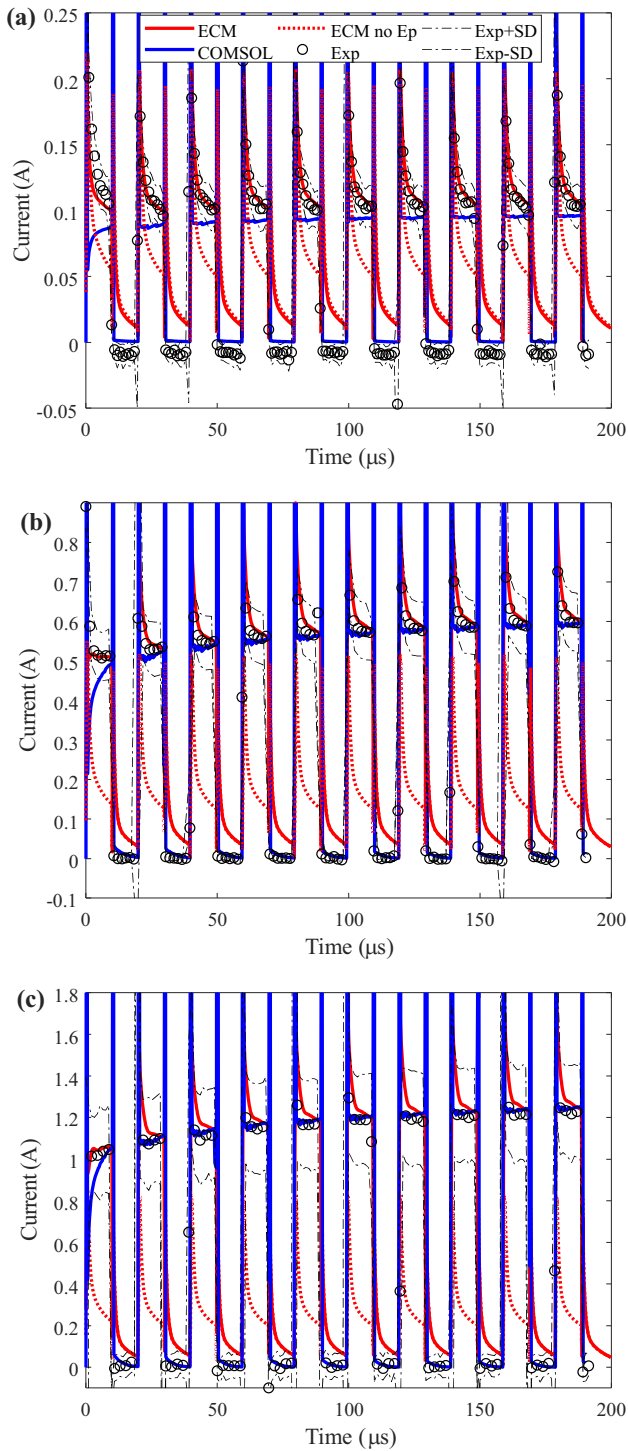 (a)
ECM
ECM no Ep
Exp+SD
COMSOL
Exp
Exp-SD
0.25
0.2
0.15
0.1
0.05
0
-0.05
Current (A)
0
50
100
150
200
Time (μs)
(b)
0.8
0.7
0.6
0.5
0.4
0.3
0.2
0.1
0
-0.1
Current (A)
0
50
100
150
200
Time (μs)
(c)
1.8
1.6
1.4
1.2
1
0.8
0.6
0.4
0.2
0
Current (A)
0
50
100
150
200
Time (μs)